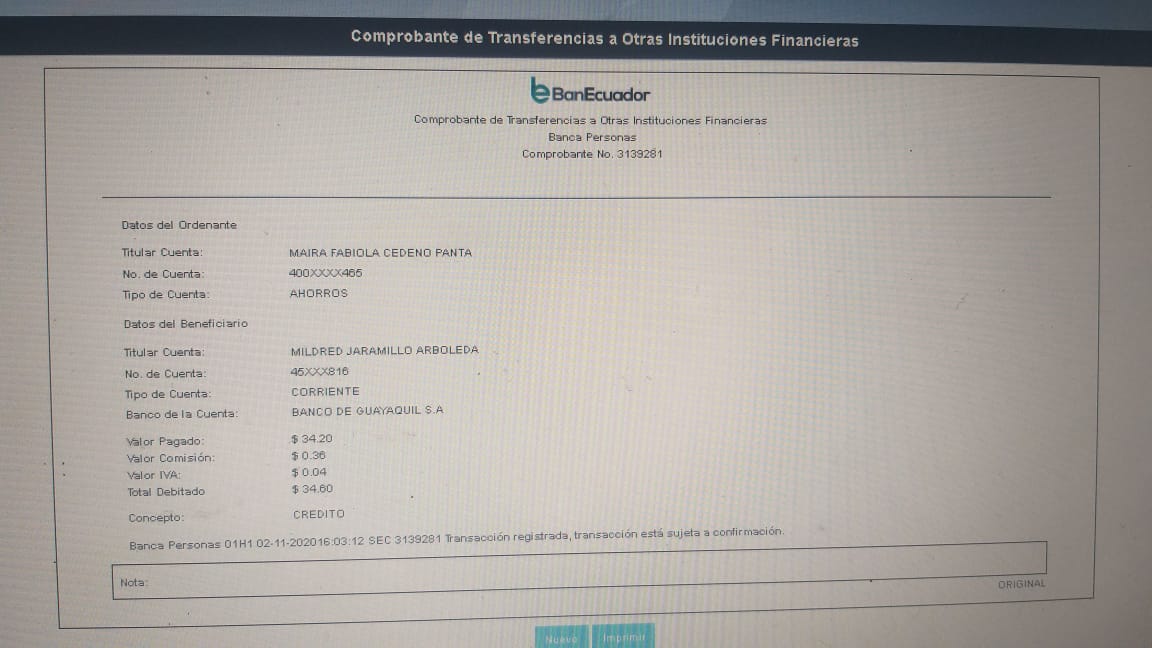 Comprobante de Transferencias a Otras Instituciones Financieras
BanEcuador
Comprobante de Transferencias a Otras Instituciones Financieras
Banca Personas
Comprobante No. 3139281
Datos del Ordenante
Titular Cuenta: MAIRA FABIOLA CEDENO PANTA
No. de Cuenta: 400XXXX465
Tipo de Cuenta: AHORROS
Datos del Beneficiario
Titular Cuenta: MILDRED JARAMILLO ARBOLEDA
No. de Cuenta: 45XXX816
Tipo de Cuenta: CORRIENTE
Banco de la Cuenta: BANCO DE GUAYAQUIL S.A
Valor Pagado: $ 34.20
Valor Comisión: $ 0.36
Valor IVA: $ 0.04
Total Debitado $ 34.60
Concepto: CREDITO
Banca Personas 01H1 02-11-202016:03:12 SEC 3139281 Transacción registrada, transacción está sujeta a confirmación.
Nota:
ORIGINAL
Nuevo Imprimir